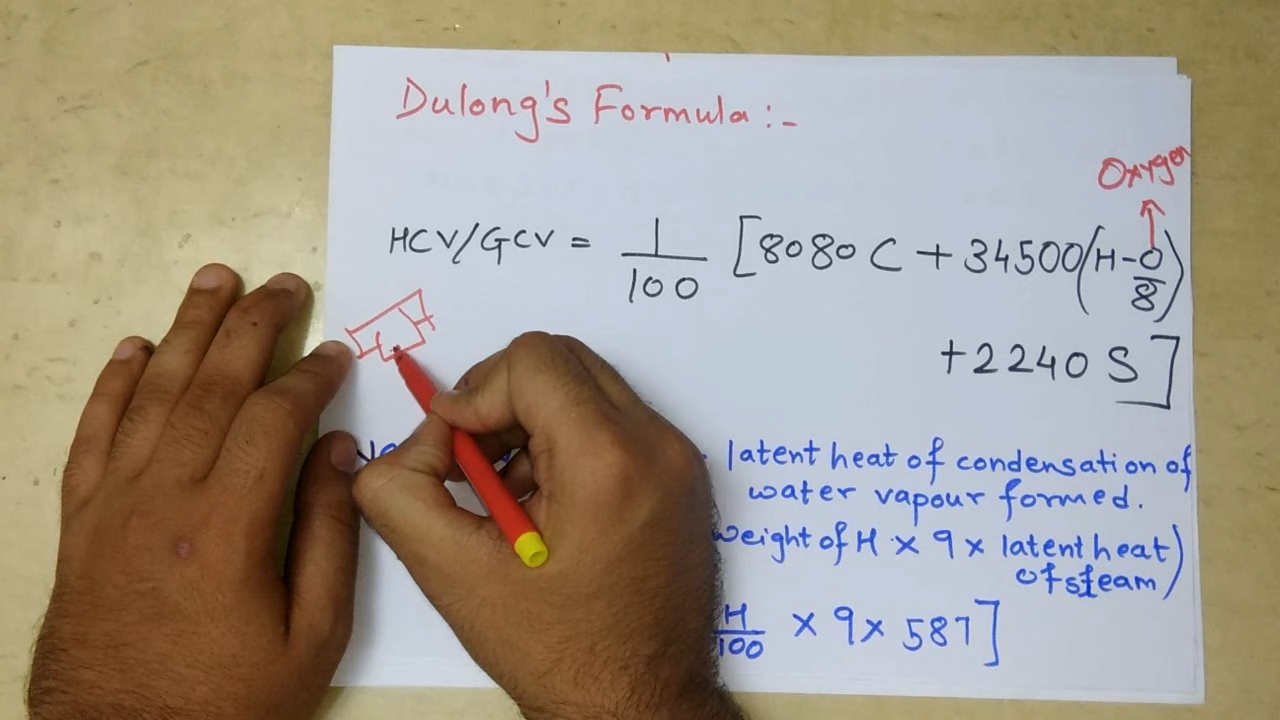 Dulong's Formula :-
Oxygen
HCV/GCV = 1/100 [8080 C + 34500 (H - O/8)
+ 2240 S]
latent heat of condensation of
water vapour formed.
weight of H × 9 × latent heat
of steam)
H/100 × 9 × 587]